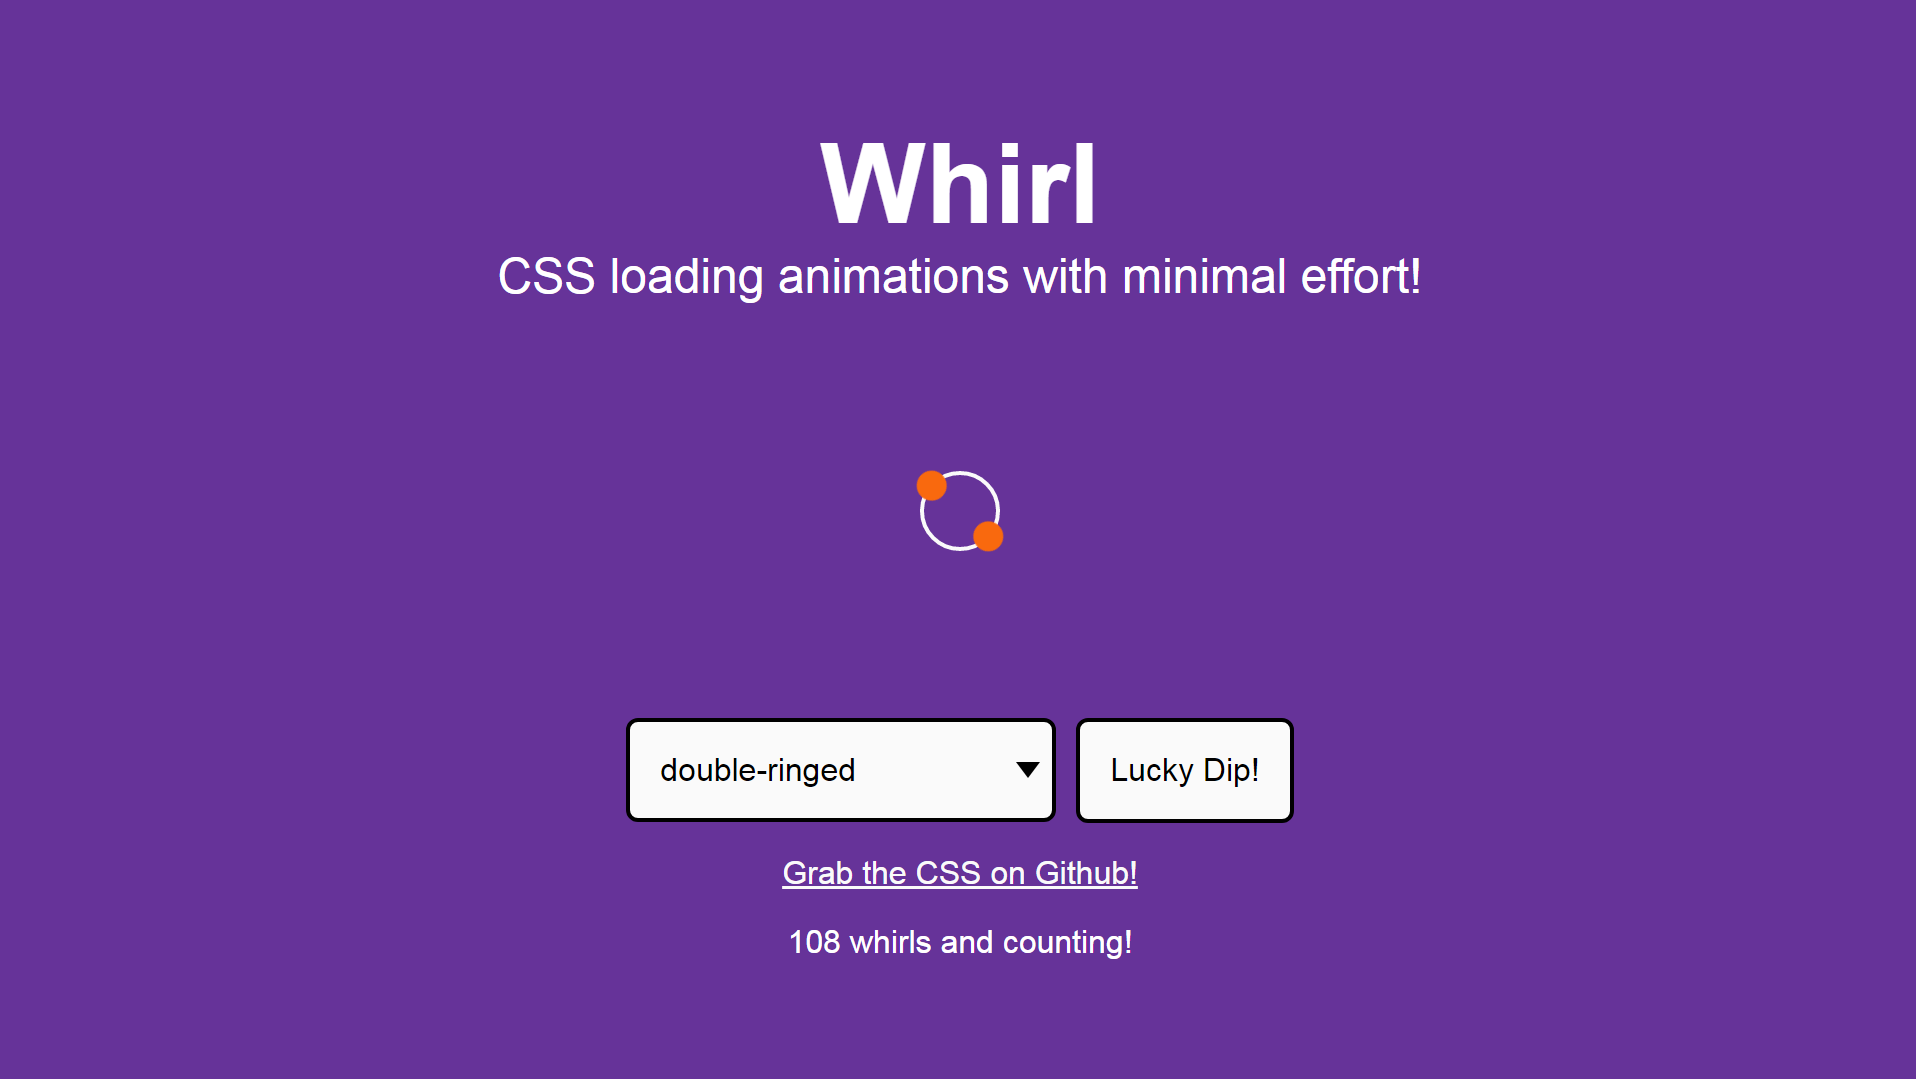 Whirl
CSS loading animations with minimal effort!
double-ringed
Lucky Dip!
Grab the CSS on Github!
108 whirls and counting!